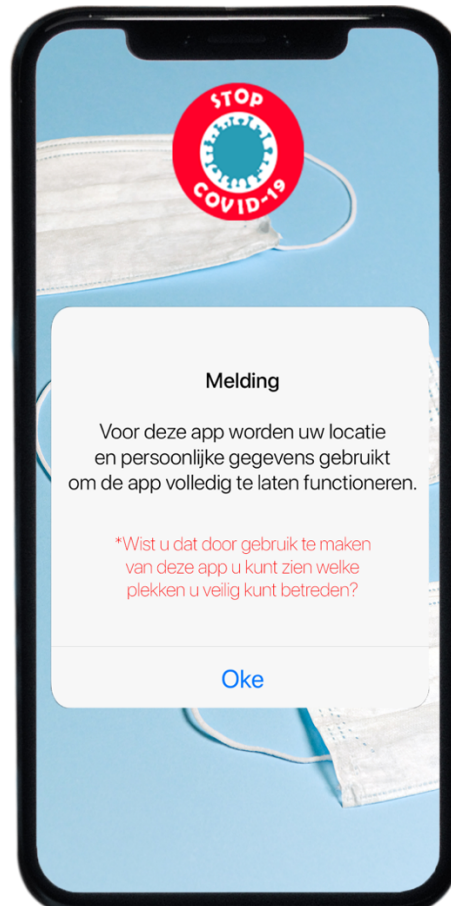 STOP
COVID-19
Melding
Voor deze app worden uw locatie
en persoonlijke gegevens gebruikt
om de app volledig te laten functioneren.
*Wist u dat door gebruik te maken
van deze app u kunt zien welke
plekken u veilig kunt betreden?
Oke